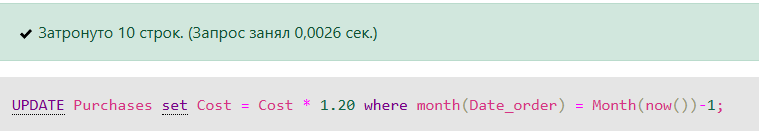 Затронуто 10 строк. (Запрос занял 0,0026 сек.)
UPDATE Purchases set Cost = Cost * 1.20 where month(Date_order) = Month(now())-1;